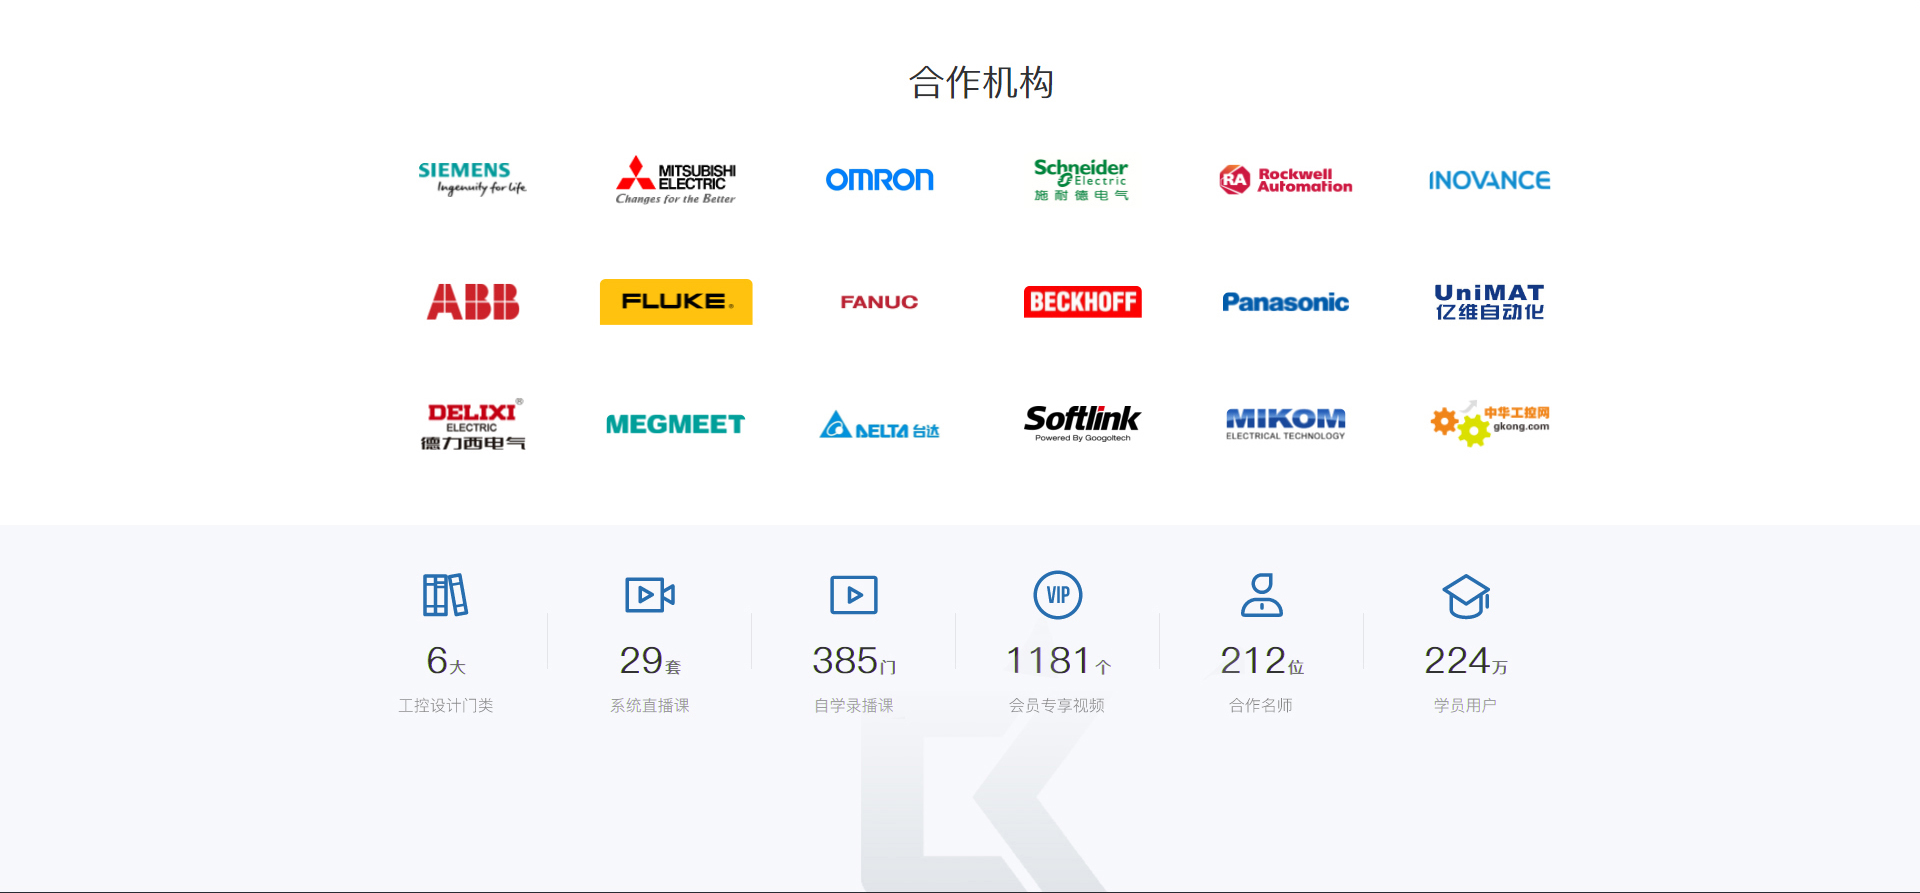 合作机构
SIEMENS
Ingenuity for life
MITSUBISHI
ELECTRIC
Changes for the Better
OMRON
Schneider
Electric
施耐德电气
RA Rockwell
Automation
INOVANCE
ABB
FLUKE®
FANUC
BECKHOFF
Panasonic
UniMAT
亿维自动化
DELIXI®
ELECTRIC
德力西电气
MEGMEET
DELTA 台达
Softlink
Powered By Googoltech
MIKOM
ELECTRICAL TECHNOLOGY
中华工控网
gkong.com
VIP
6大
29套
385门
1181个
212位
224万
工控设计门类
系统直播课
自学录播课
会员专享视频
合作名师
学员用户